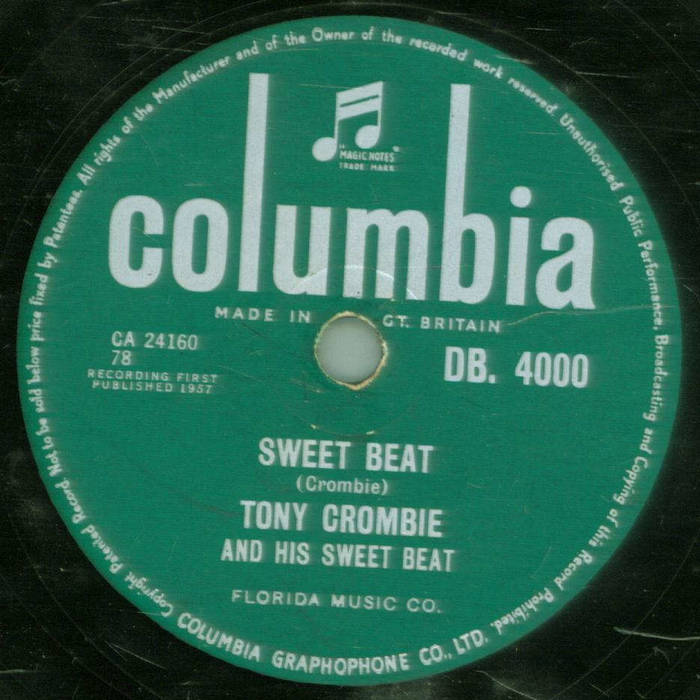 Copyright Patented Record. Not to be sold below price fixed by Patentees. All rights of the Manufacturer and of the Owner of the recorded work reserved. Unauthorised Public Performance, Broadcasting and Copying of this Record Prohibited.
"MAGIC NOTES"
TRADE MARK
columbia
MADE IN GT. BRITAIN
CA 24160
78
RECORDING FIRST
PUBLISHED 1957
DB. 4000
SWEET BEAT
(Crombie)
TONY CROMBIE
AND HIS SWEET BEAT
FLORIDA MUSIC CO.
COLUMBIA GRAPHOPHONE CO., LTD.